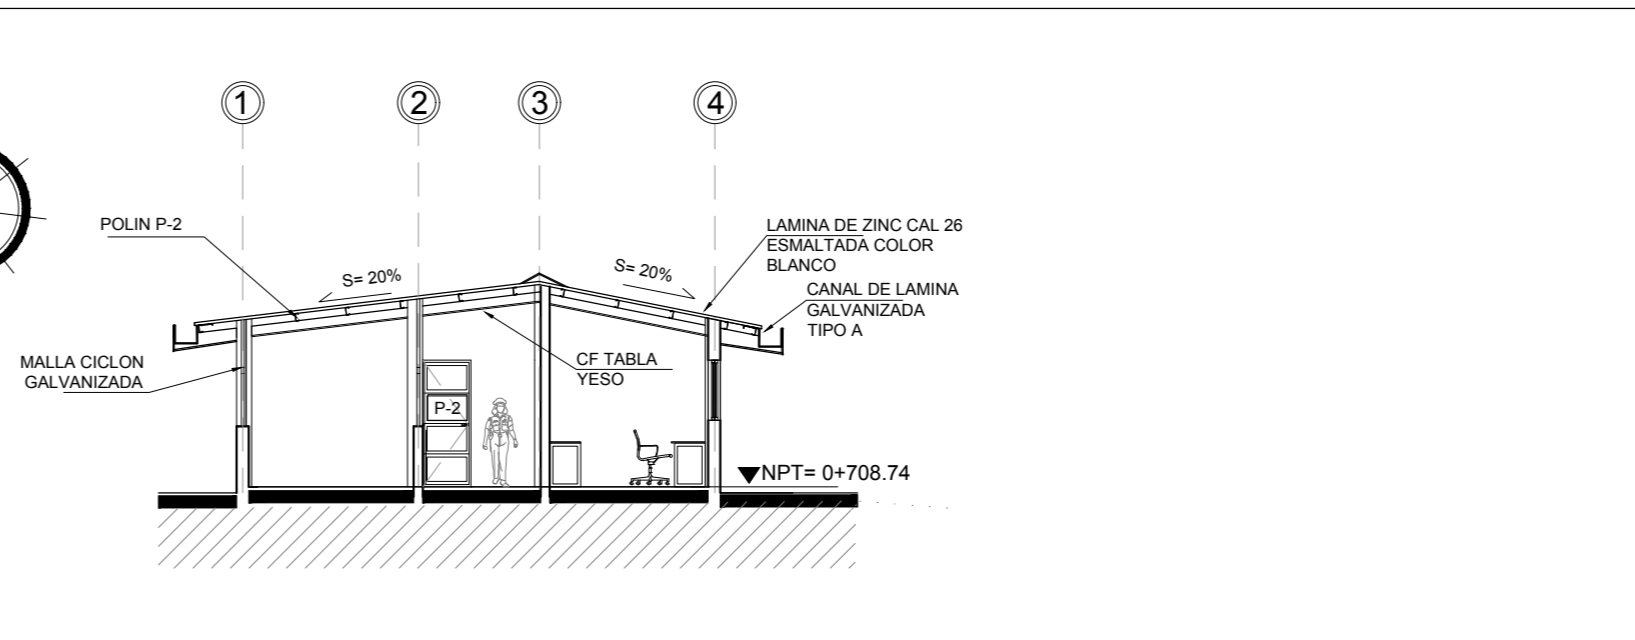 1 2 3 4
POLIN P-2
S= 20%
S= 20%
LAMINA DE ZINC CAL 26
ESMALTADA COLOR
BLANCO
CANAL DE LAMINA
GALVANIZADA
TIPO A
MALLA CICLON
GALVANIZADA
CF TABLA
YESO
P-2
NPT= 0+708.74